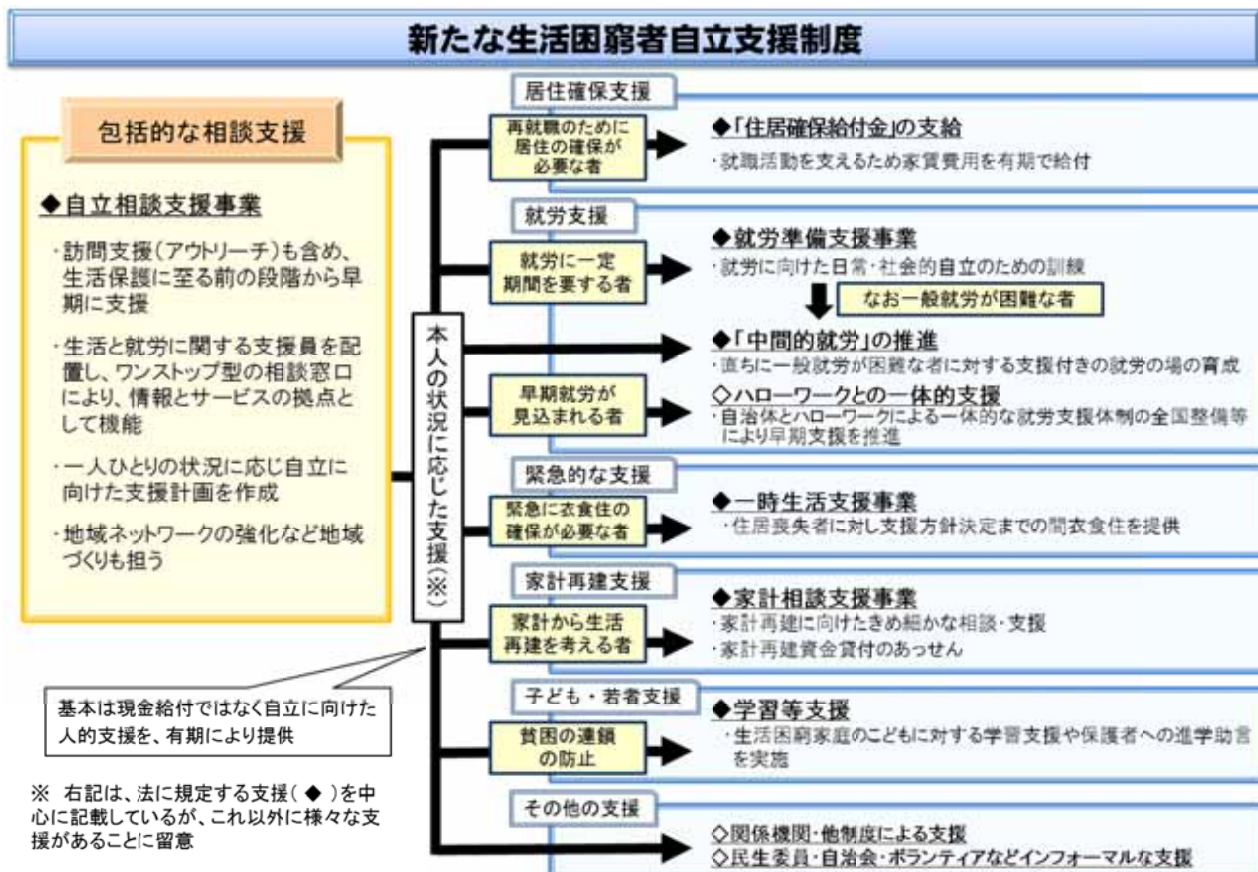 新たな生活困窮者自立支援制度
包括的な相談支援
◆自立相談支援事業
・訪問支援（アウトリーチ）も含め、
生活保護に至る前の段階から早
期に支援
・生活と就労に関する支援員を配
置し、ワンストップ型の相談窓口
により、情報とサービスの拠点と
して機能
・一人ひとりの状況に応じ自立に
向けた支援計画を作成
・地域ネットワークの強化など地域
づくりも担う
基本は現金給付ではなく自立に向けた
人的支援を、有期により提供
※ 右記は、法に規定する支援（◆）を中
心に記載しているが、これ以外に様々な支
援があることに留意
本人の状況に応じた支援（※）
居住確保支援
再就職のために
居住の確保が
必要な者
◆「住居確保給付金」の支給
・就職活動を支えるため家賃費用を有期で給付
就労支援
就労に一定
期間を要する者
◆就労準備支援事業
・就労に向けた日常・社会的自立のための訓練
なお一般就労が困難な者
◆「中間的就労」の推進
・直ちに一般就労が困難な者に対する支援付きの就労の場の育成
早期就労が
見込まれる者
◇ハローワークとの一体的支援
・自治体とハローワークによる一体的な就労支援体制の全国整備等
により早期支援を推進
緊急的な支援
緊急に衣食住の
確保が必要な者
◆一時生活支援事業
・住居喪失者に対し支援方針決定までの間衣食住を提供
家計再建支援
家計から生活
再建を考える者
◆家計相談支援事業
・家計再建に向けたきめ細かな相談・支援
・家計再建資金貸付のあっせん
子ども・若者支援
貧困の連鎖
の防止
◆学習等支援
・生活困窮家庭のこどもに対する学習支援や保護者への進学助言
を実施
その他の支援
◇関係機関・他制度による支援
◇民生委員・自治会・ボランティアなどインフォーマルな支援